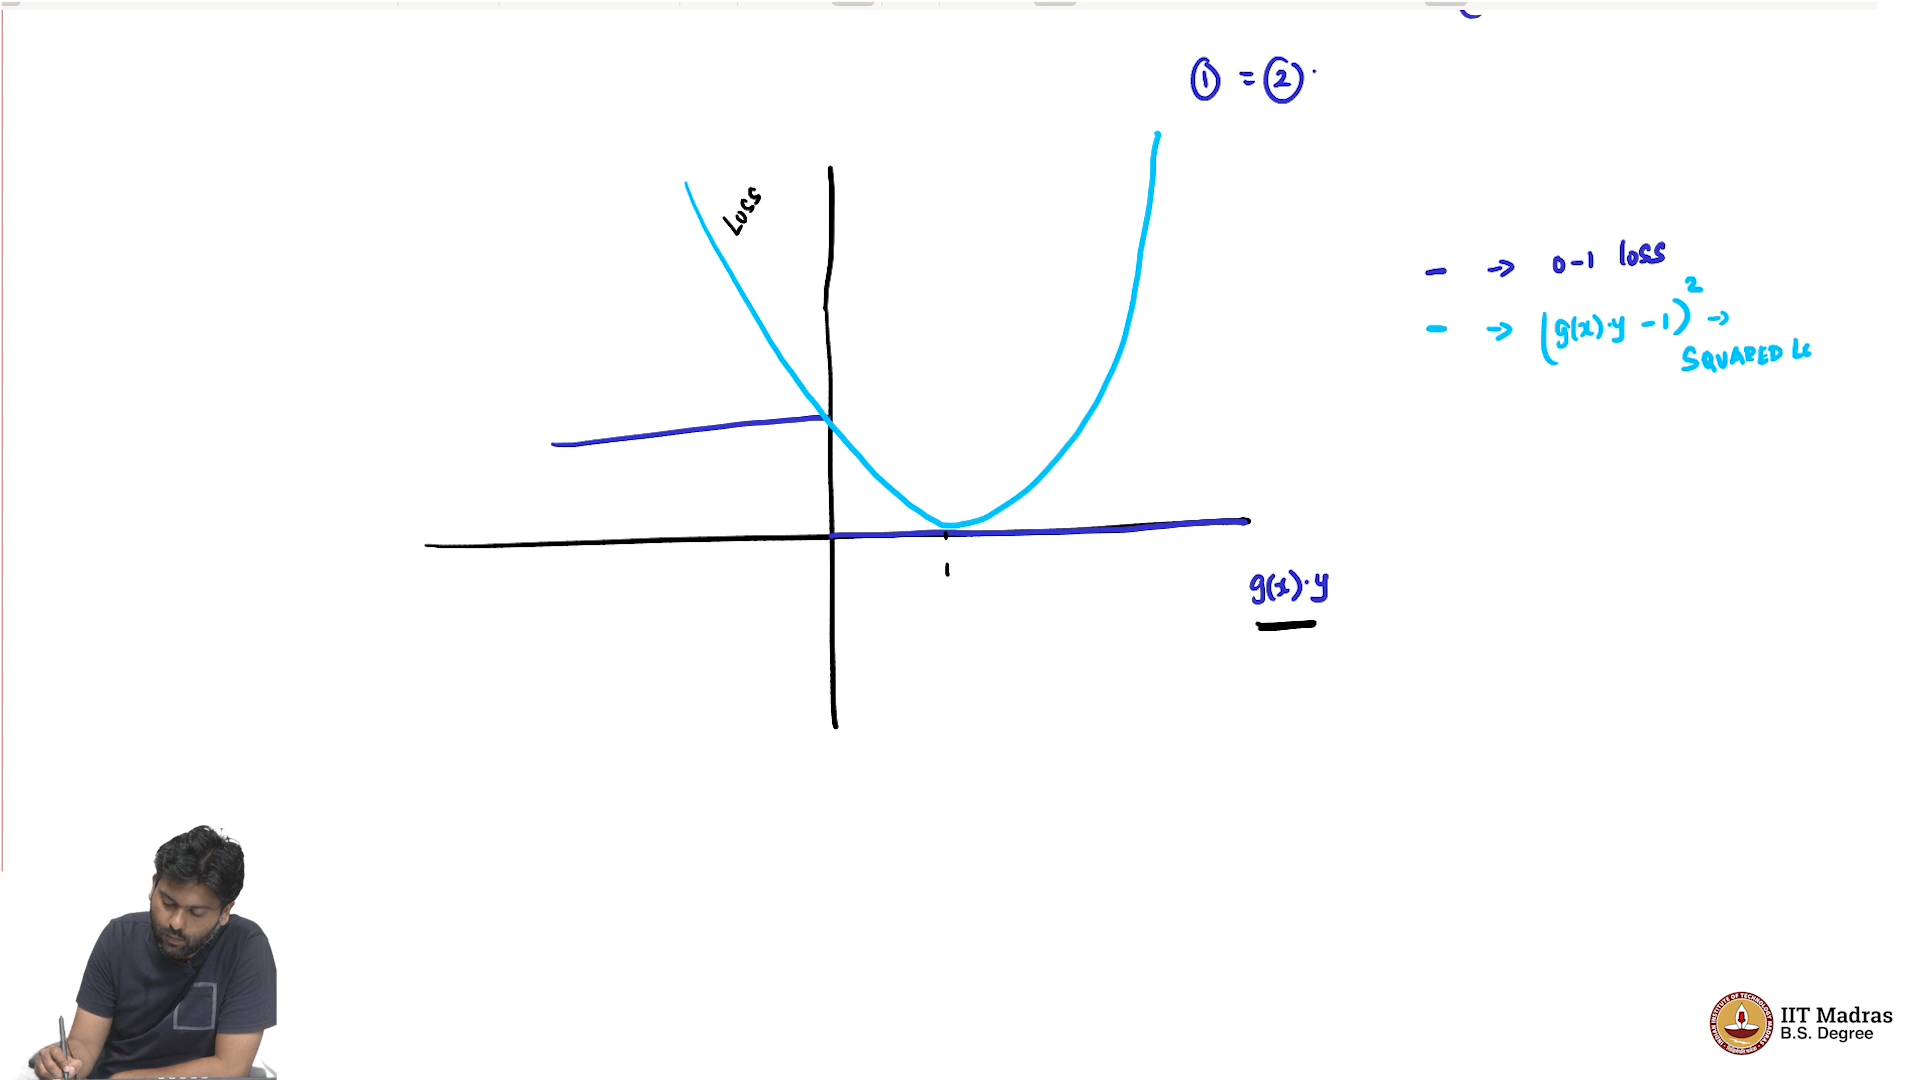 ① = ②
Loss
→ 0-1 loss
→ (g(x)·y - 1)² →
SQUARED
1
g(x)·y
IIT Madras
B.S. Degree